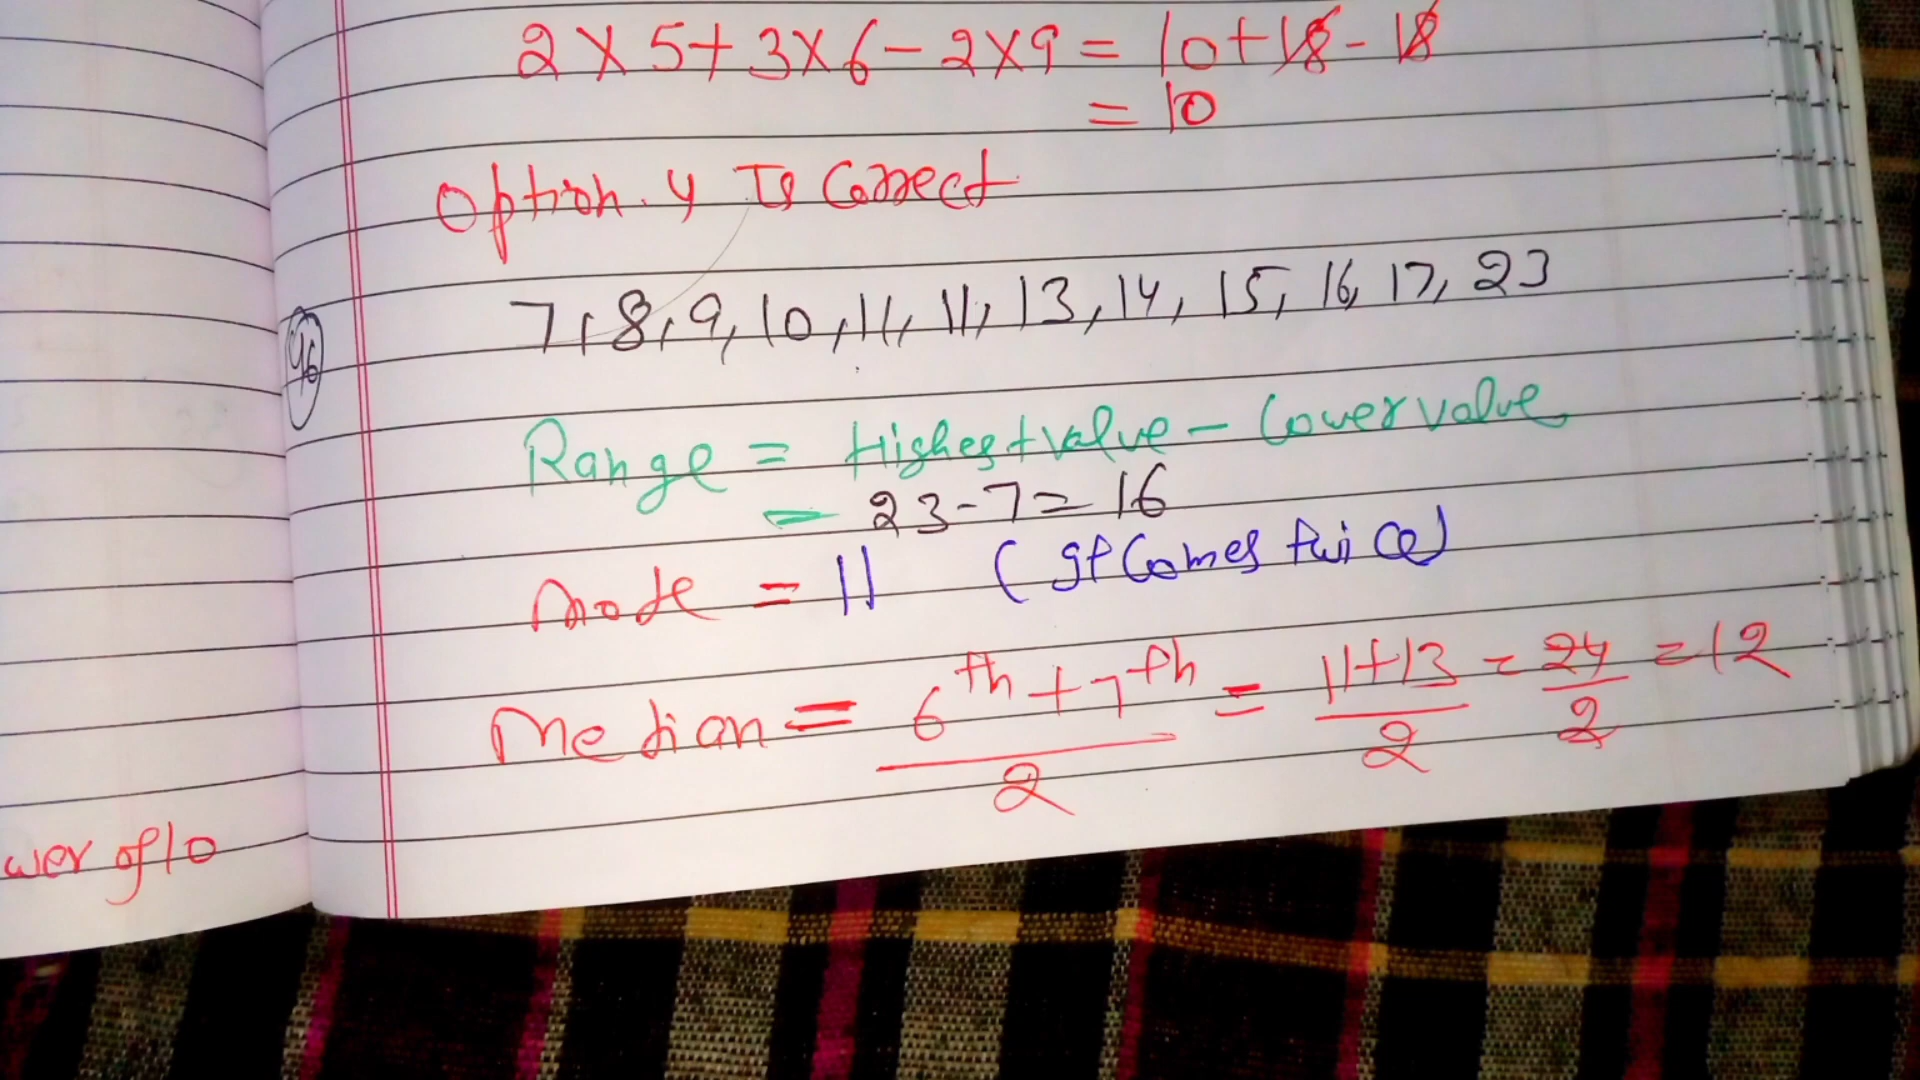 2 × 5 + 3 × 6 - 2 × 9 = 10 + 18 - 18
= 10
Option. 4 Is Correct
46
7, 8, 9, 10, 11, 11, 13, 14, 15, 16, 17, 23
Range = Highest value - Lower value
= 23 - 7 = 16
Mode = 11 (It Comes twice)
Median = 6th + 7th / 2 = 11 + 13 / 2 = 24 / 2 = 12
wer of 10